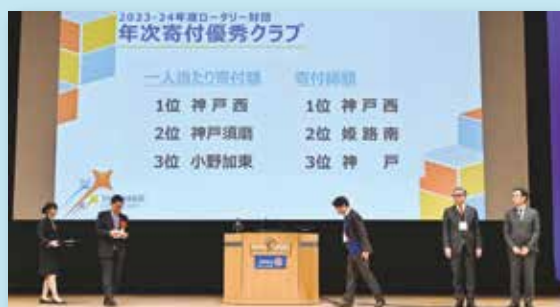 2023-24年度ロータリー財団
年次寄付優秀クラブ
一人当たり寄付額
1位 神戸西
2位 神戸須磨
3位 小野加東
寄付総額
1位 神戸西
2位 姫路南
3位 神 戸